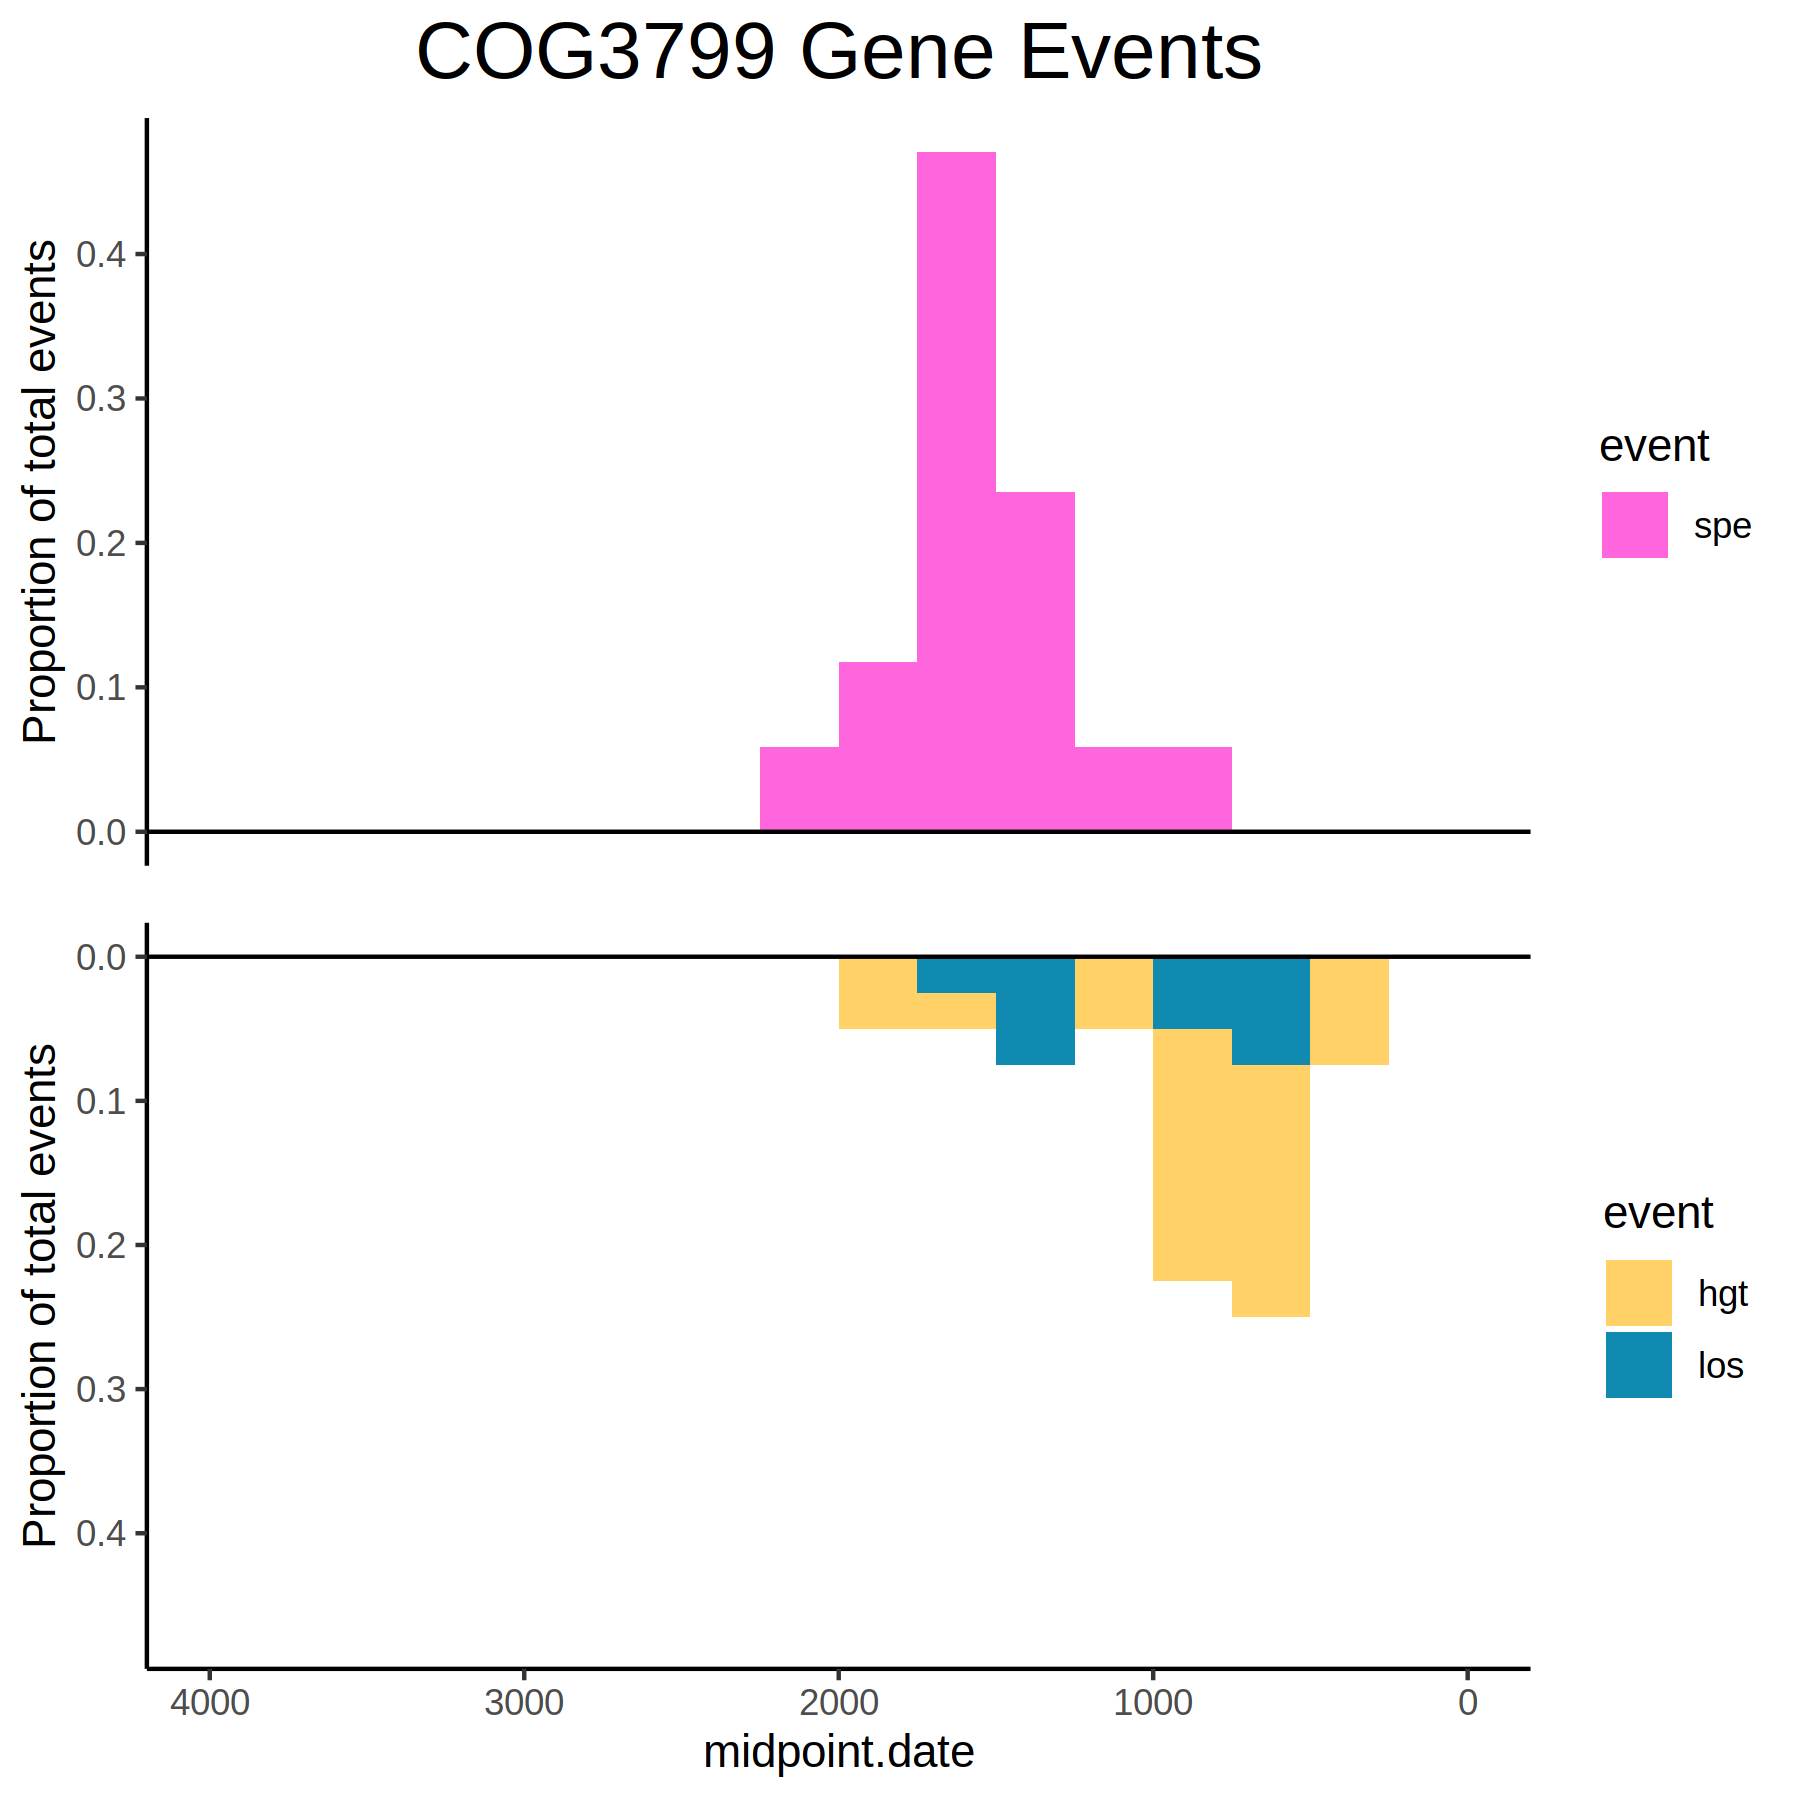 COG3799 Gene Events
Proportion of total events
0.4
0.3
0.2
0.1
0.0
event
spe
Proportion of total events
0.0
0.1
0.2
0.3
0.4
event
hgt
los
4000 3000 2000 1000 0
midpoint.date